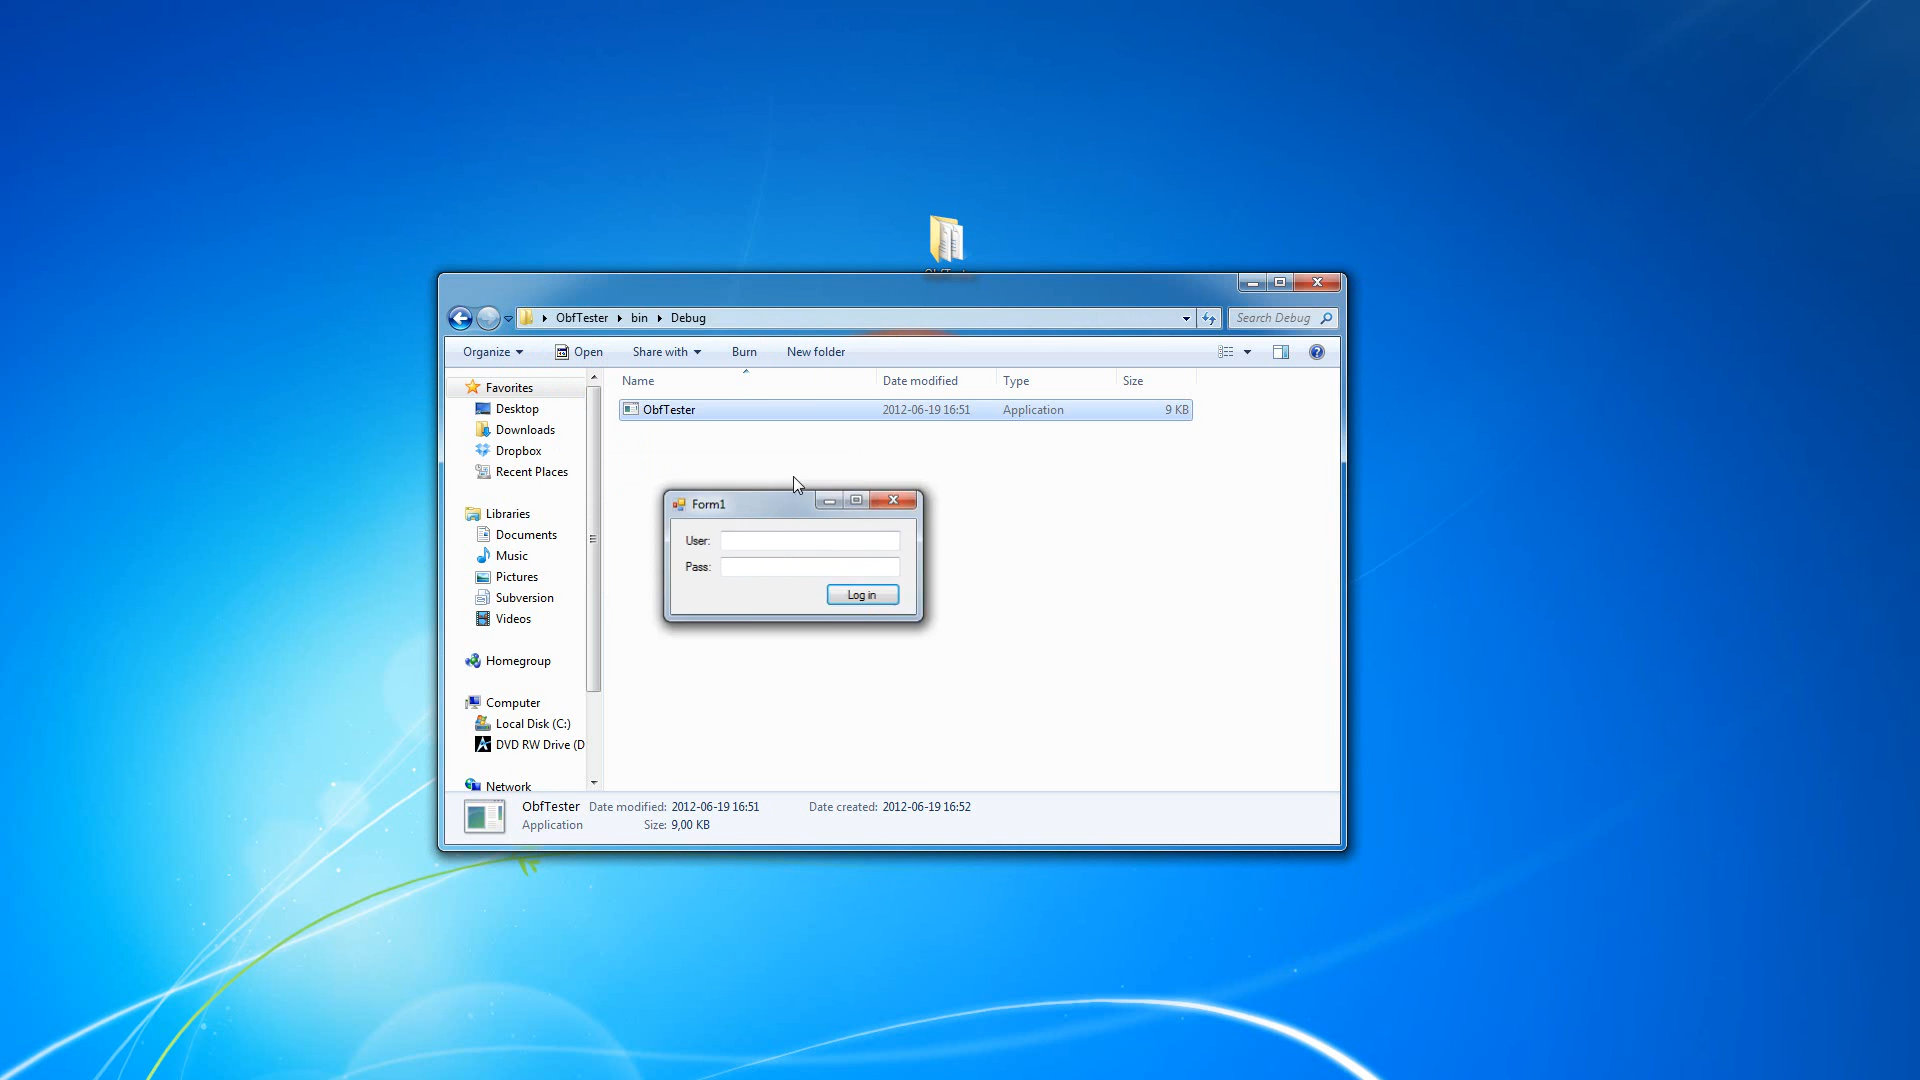 ObfTester
bin
Debug
Search Debug
Organize
Open
Share with
Burn
New folder
Name
Date modified
Type
Size
Favorites
Desktop
Downloads
Dropbox
Recent Places
Libraries
Documents
Music
Pictures
Subversion
Videos
Homegroup
Computer
Local Disk (C:)
DVD RW Drive (D
Network
ObfTester
2012-06-19 16:51
Application
9 KB
Form1
User:
Pass:
Log in
ObfTester Date modified: 2012-06-19 16:51 Date created: 2012-06-19 16:52
Application Size: 9,00 KB